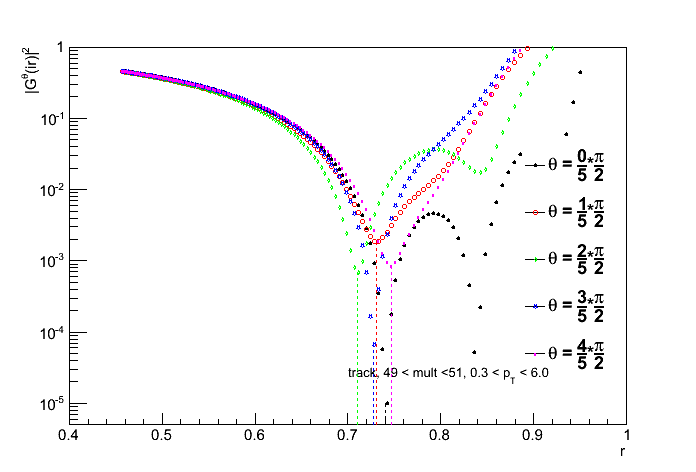 |G^θ(ir)|^2
1
10^-1
10^-2
10^-3
10^-4
10^-5
θ = 0/5 * π/2
θ = 1/5 * π/2
θ = 2/5 * π/2
θ = 3/5 * π/2
θ = 4/5 * π/2
track, 49 < mult <51, 0.3 < p_T < 6.0
0.4 0.5 0.6 0.7 0.8 0.9 1
r